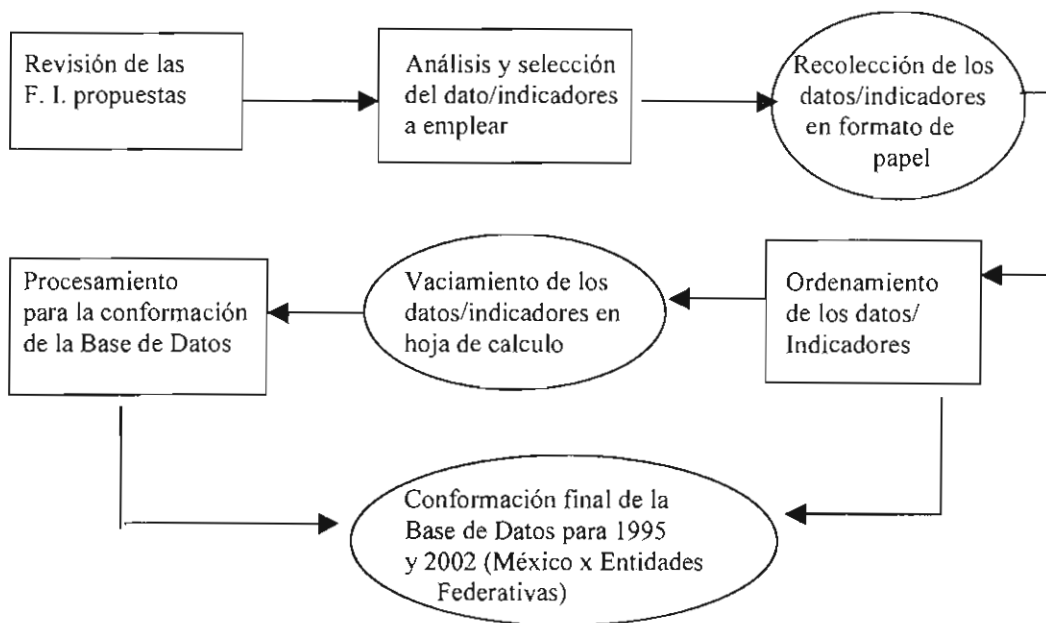 Revisión de las
F. I. propuestas
Análisis y selección
del dato/indicadores
a emplear
Recolección de los
datos/indicadores
en formato de
papel
Procesamiento
para la conformación
de la Base de Datos
Vaciamiento de los
datos/indicadores en
hoja de calculo
Ordenamiento
de los datos/
Indicadores
Conformación final de la
Base de Datos para 1995
y 2002 (México x Entidades
Federativas)